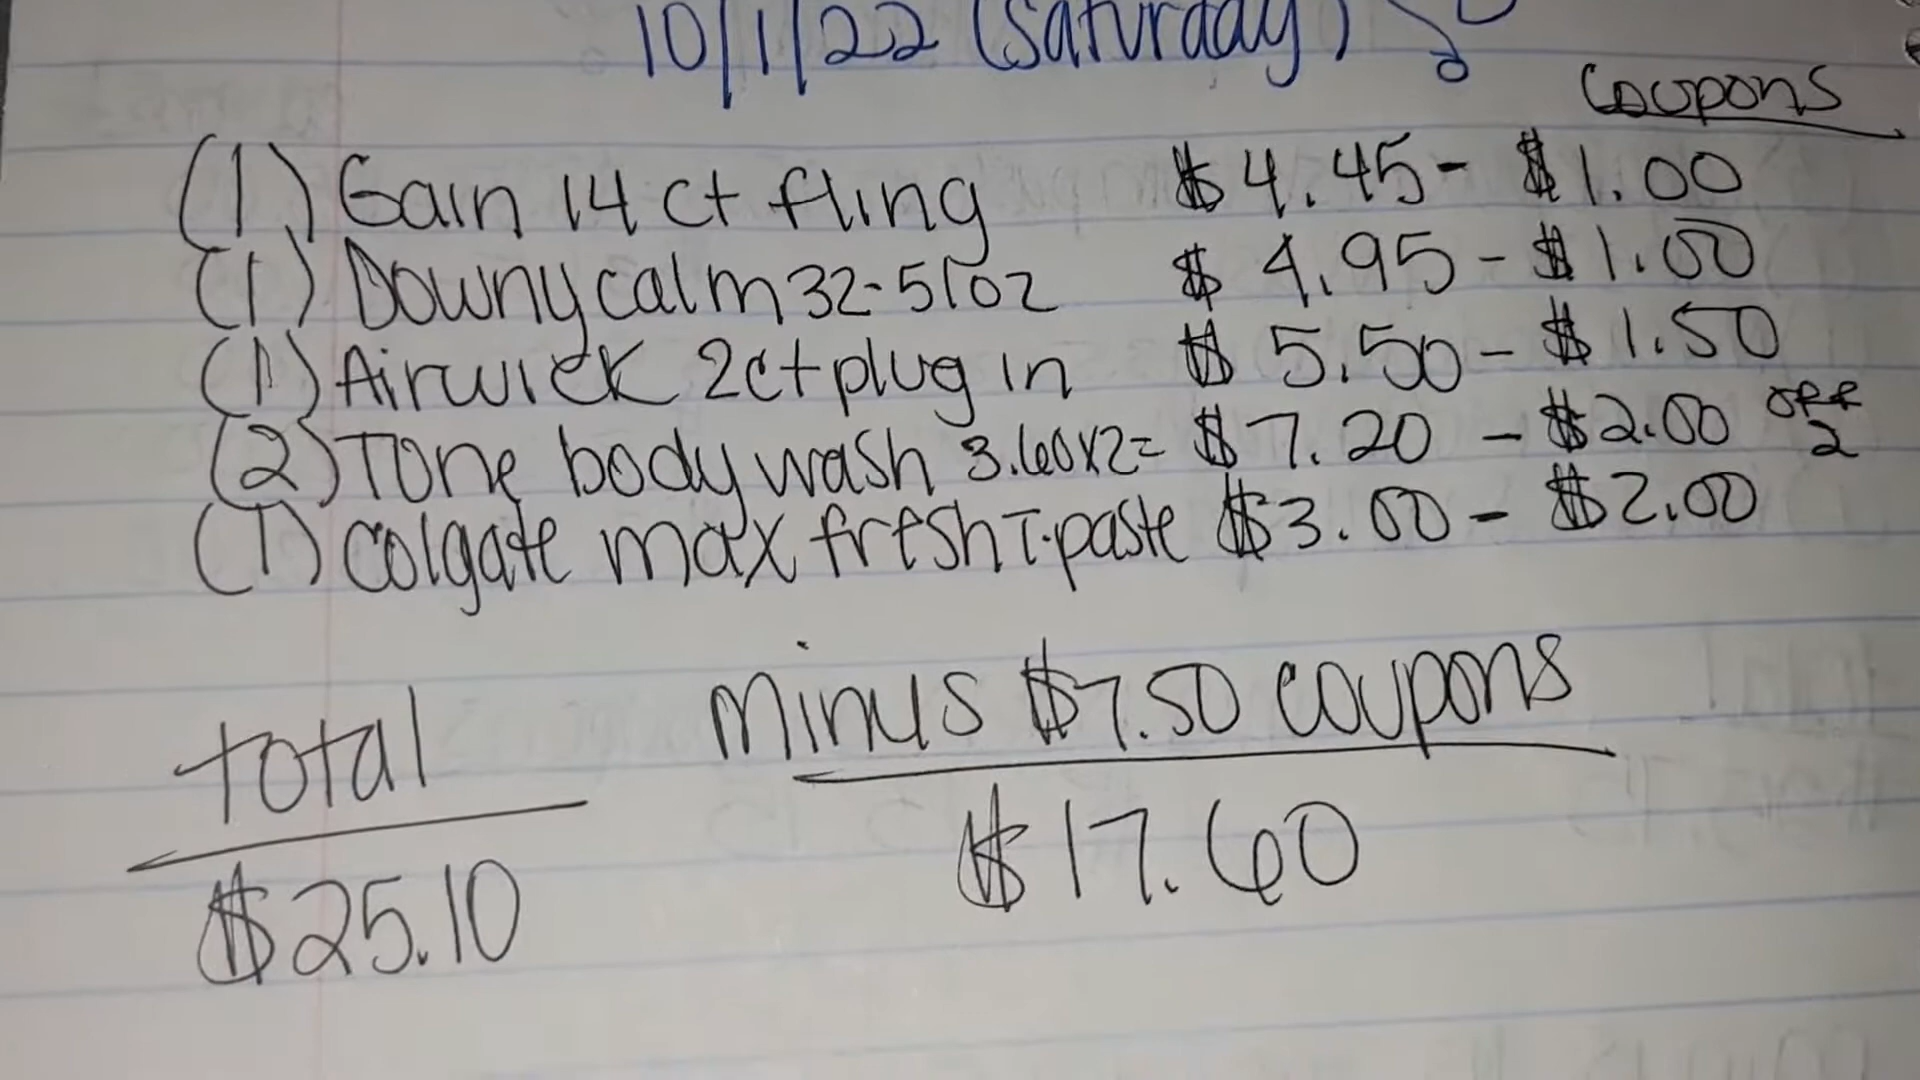 10/1/22 (Saturday)
Coupons
(1) Gain 14 ct fling $4.45 - $1.00
(1) Downy calm 32-51oz $4.95 - $1.00
(1) Airwick 2ct plug in $5.50 - $1.50
(2) Tone body wash 3.60x2= $7.20 - $2.00 off 2
(1) Colgate max fresh T.paste $3.00 - $2.00
minus $7.50 coupons
total
$17.60
$25.10